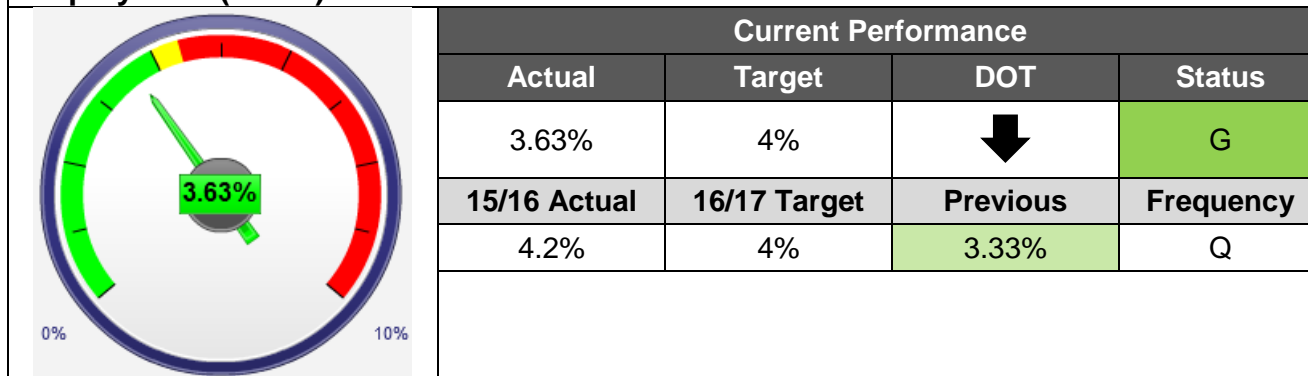 Current Performance
Actual Target DOT Status
3.63% 4% G
15/16 Actual 16/17 Target Previous Frequency
4.2% 4% 3.33% Q
3.63%
0% 10%